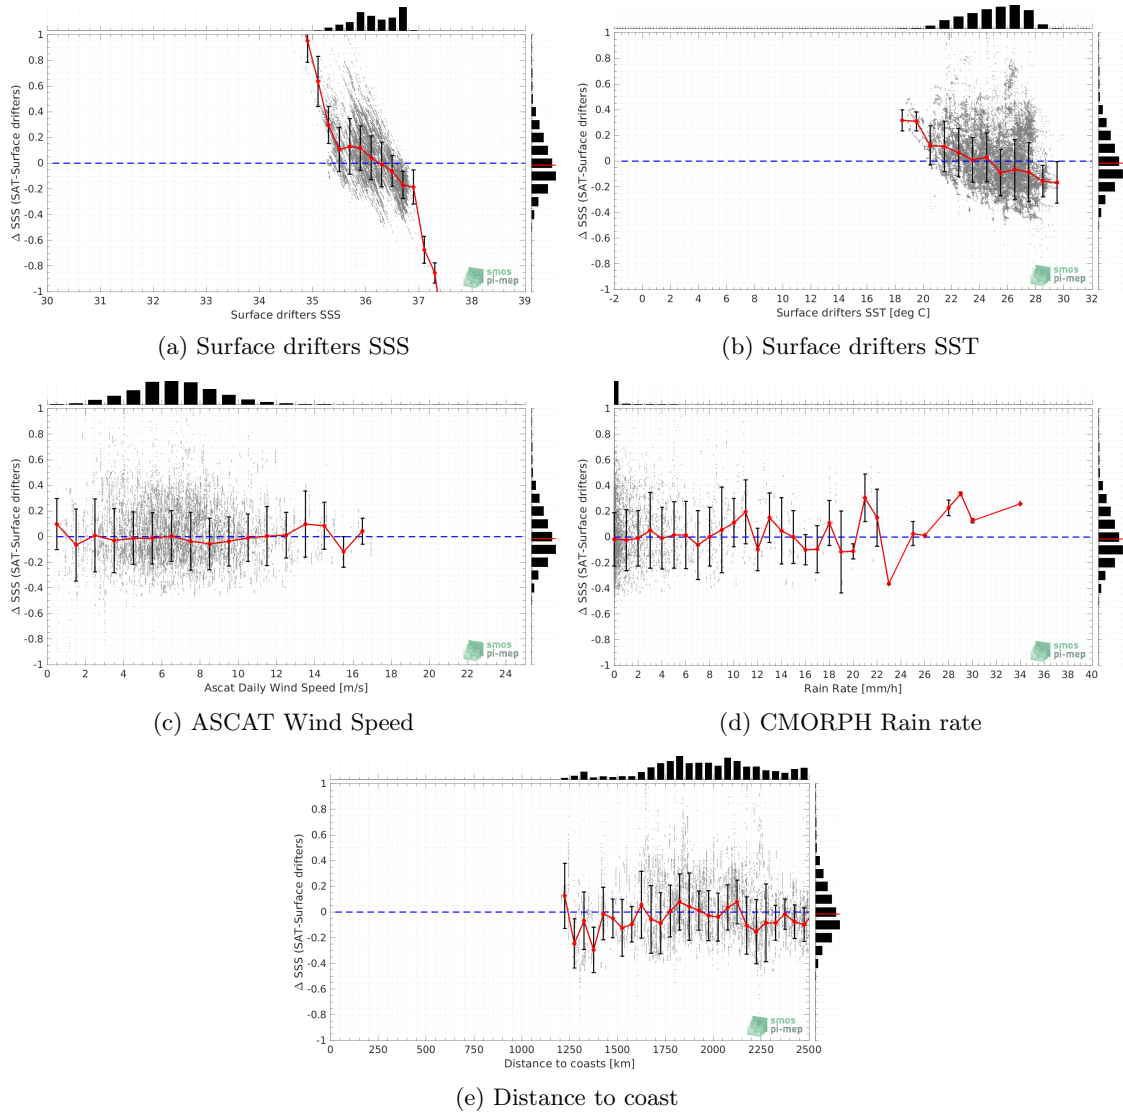 1
0.8
0.6
0.4
0.2
0
-0.2
-0.4
-0.6
-0.8
-1
Δ SSS (SAT-Surface drifters)
30 31 32 33 34 35 36 37 38 39
Surface drifters SSS
smos
pi-mep
(a) Surface drifters SSS
1
0.8
0.6
0.4
0.2
0
-0.2
-0.4
-0.6
-0.8
-1
Δ SSS (SAT-Surface drifters)
-2 0 2 4 6 8 10 12 14 16 18 20 22 24 26 28 30 32
Surface drifters SST [deg C]
smos
pi-mep
(b) Surface drifters SST
1
0.8
0.6
0.4
0.2
0
-0.2
-0.4
-0.6
-0.8
-1
Δ SSS (SAT-Surface drifters)
0 2 4 6 8 10 12 14 16 18 20 22 24
Ascat Daily Wind Speed [m/s]
smos
pi-mep
(c) ASCAT Wind Speed
1
0.8
0.6
0.4
0.2
0
-0.2
-0.4
-0.6
-0.8
-1
Δ SSS (SAT-Surface drifters)
0 2 4 6 8 10 12 14 16 18 20 22 24 26 28 30 32 34 36 38 40
Rain Rate [mm/h]
smos
pi-mep
(d) CMORPH Rain rate
1
0.8
0.6
0.4
0.2
0
-0.2
-0.4
-0.6
-0.8
-1
Δ SSS (SAT-Surface drifters)
0 250 500 750 1000 1250 1500 1750 2000 2250 2500
Distance to coasts [km]
smos
pi-mep
(e) Distance to coast